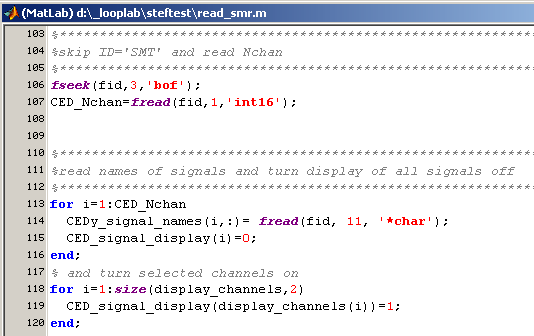 (MatLab) d:\_looplab\steftest\read_smr.m
103 %*****************************************************************
104 %skip ID='SMT' and read Nchan
105 %*****************************************************************
106 fseek(fid,3,'bof');
107 CED_Nchan=fread(fid,1,'int16');
108
109
110 %*****************************************************************
111 %read names of signals and turn display of all signals off
112 %*****************************************************************
113 for i=1:CED_Nchan
114   CEDy_signal_names(i,:)= fread(fid, 11, '*char');
115   CED_signal_display(i)=0;
116 end;
117 % and turn selected channels on
118 for i=1:size(display_channels,2)
119   CED_signal_display(display_channels(i))=1;
120 end;